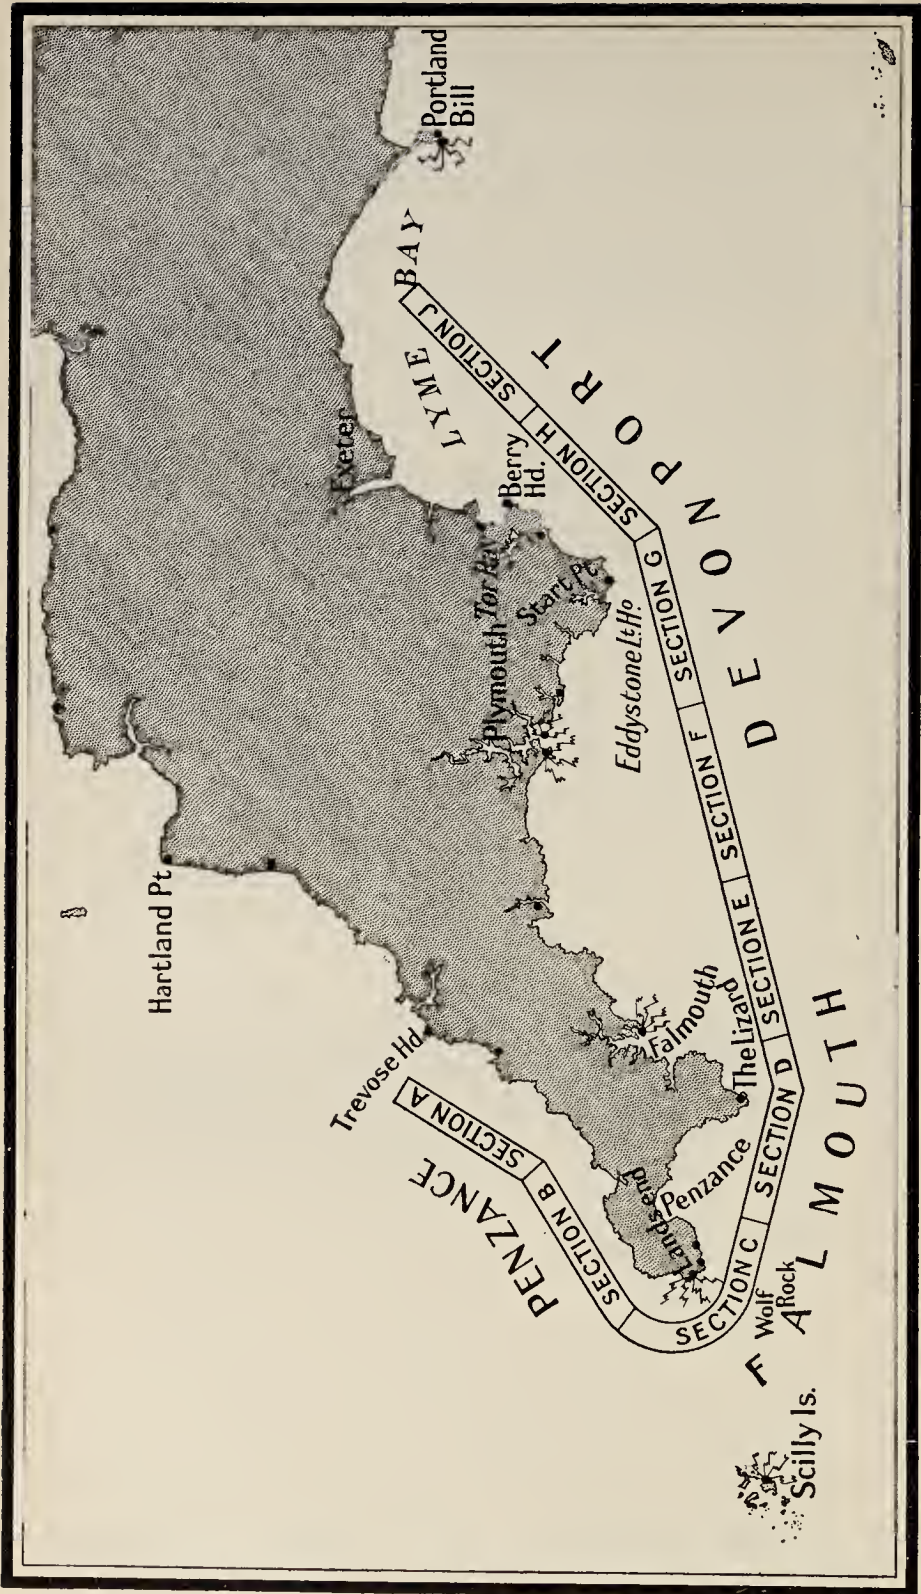 Portland
Bill
LYME BAY
Exeter
Berry
Hd.
Tor Bay
Start Pt.
Plymouth
Eddystone Lt. Ho
Hartland Pt
Trevose Hd.
Falmouth
The Lizard
Penzance
Landsend
Wolf
Rock
Scilly Is.
SECTION A
SECTION B
SECTION C
SECTION D
SECTION E
SECTION F
SECTION G
SECTION H
SECTION J
PENZANCE
FALMOUTH
DEVONPORT